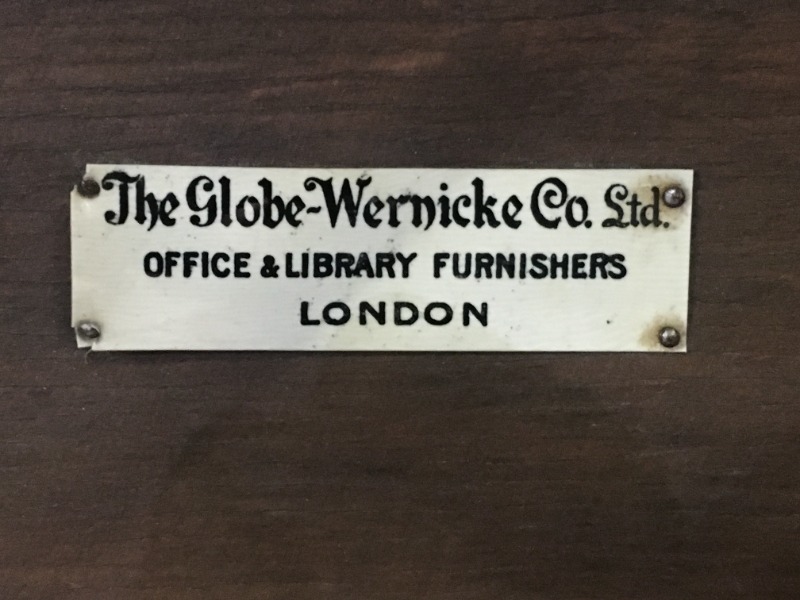 The Globe-Wernicke Co. Ltd.
OFFICE & LIBRARY FURNISHERS
LONDON